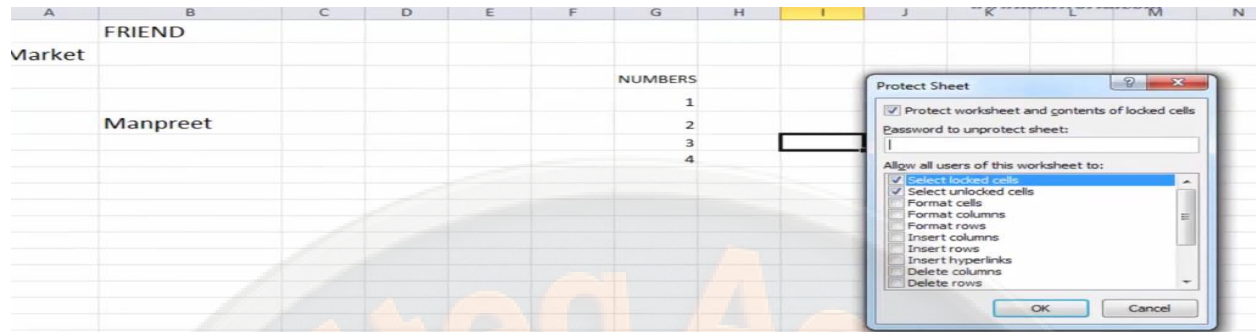 A B C D E F G H I J K L M N
FRIEND
Market
NUMBERS
1
Manpreet 2
3
4
Protect Sheet
Protect worksheet and contents of locked cells
Password to unprotect sheet:
Allow all users of this worksheet to:
Select locked cells
Select unlocked cells
Format cells
Format columns
Format rows
Insert columns
Insert rows
Insert hyperlinks
Delete columns
Delete rows
OK Cancel